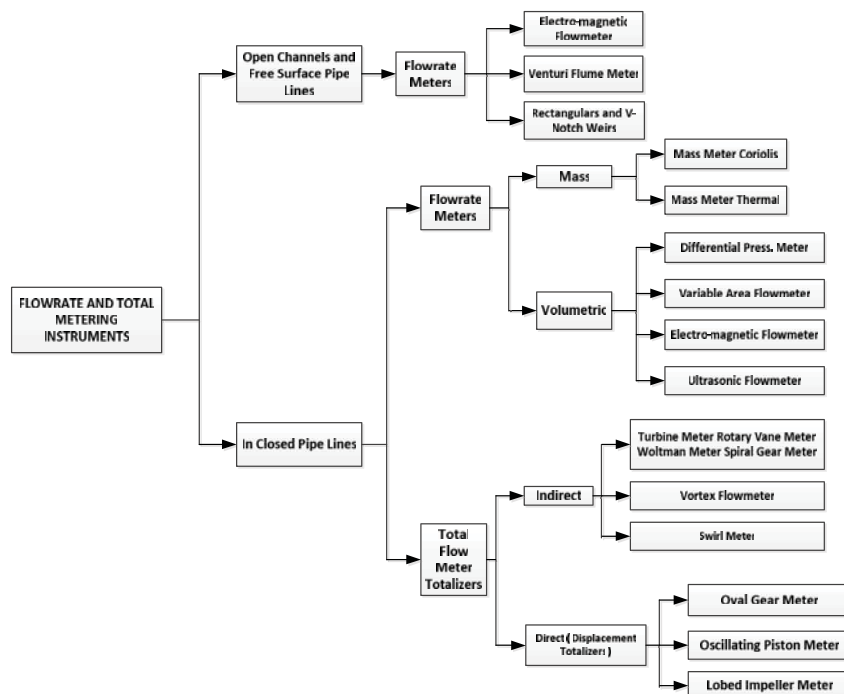 FLOWRATE AND TOTAL
METERING
INSTRUMENTS
Open Channels and
Free Surface Pipe
Lines
Flowrate
Meters
Electro-magnetic
Flowmeter
Venturi Flume Meter
Rectangulars and V-
Notch Weirs
In Closed Pipe Lines
Flowrate
Meters
Mass
Mass Meter Coriolis
Mass Meter Thermal
Volumetric
Differential Press. Meter
Variable Area Flowmeter
Electro-magnetic Flowmeter
Ultrasonic Flowmeter
Total
Flow
Meter
Totalizers
Indirect
Turbine Meter Rotary Vane Meter
Woltman Meter Spiral Gear Meter
Vortex Flowmeter
Swirl Meter
Direct ( Displacement
Totalizers )
Oval Gear Meter
Oscillating Piston Meter
Lobed Impeller Meter